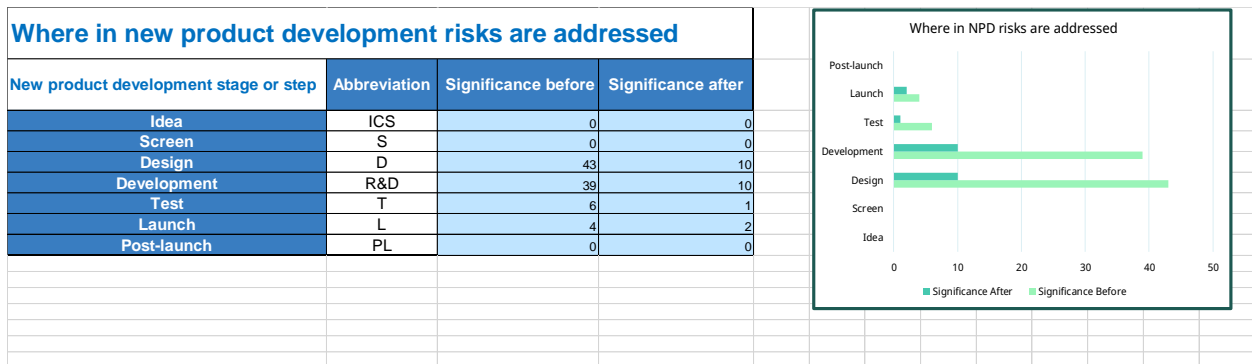 Where in new product development risks are addressed
New product development stage or step Abbreviation Significance before Significance after
Idea ICS 0 0
Screen S 0 0
Design D 43 10
Development R&D 39 10
Test T 6 1
Launch L 4 2
Post-launch PL 0 0
Where in NPD risks are addressed
Post-launch
Launch
Test
Development
Design
Screen
Idea
0 10 20 30 40 50
Significance After Significance Before